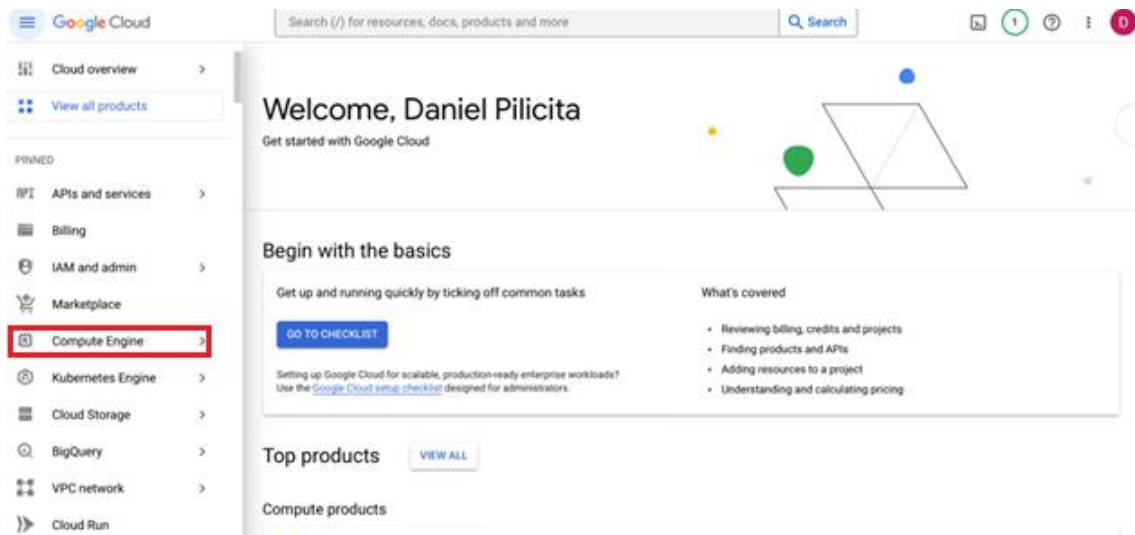 Google Cloud
Search (/) for resources, docs, products and more
Search
1
D
Cloud overview
View all products
PINNED
API APIs and services
Billing
IAM and admin
Marketplace
Compute Engine
Kubernetes Engine
Cloud Storage
BigQuery
VPC network
Cloud Run
Welcome, Daniel Pilicita
Get started with Google Cloud
Begin with the basics
Get up and running quickly by ticking off common tasks
GO TO CHECKLIST
Setting up Google Cloud for scalable, production-ready enterprise workloads?
Use the Google Cloud setup checklist designed for administrators.
What's covered
• Reviewing billing, credits and projects
• Finding products and APIs
• Adding resources to a project
• Understanding and calculating pricing
Top products
VIEW ALL
Compute products